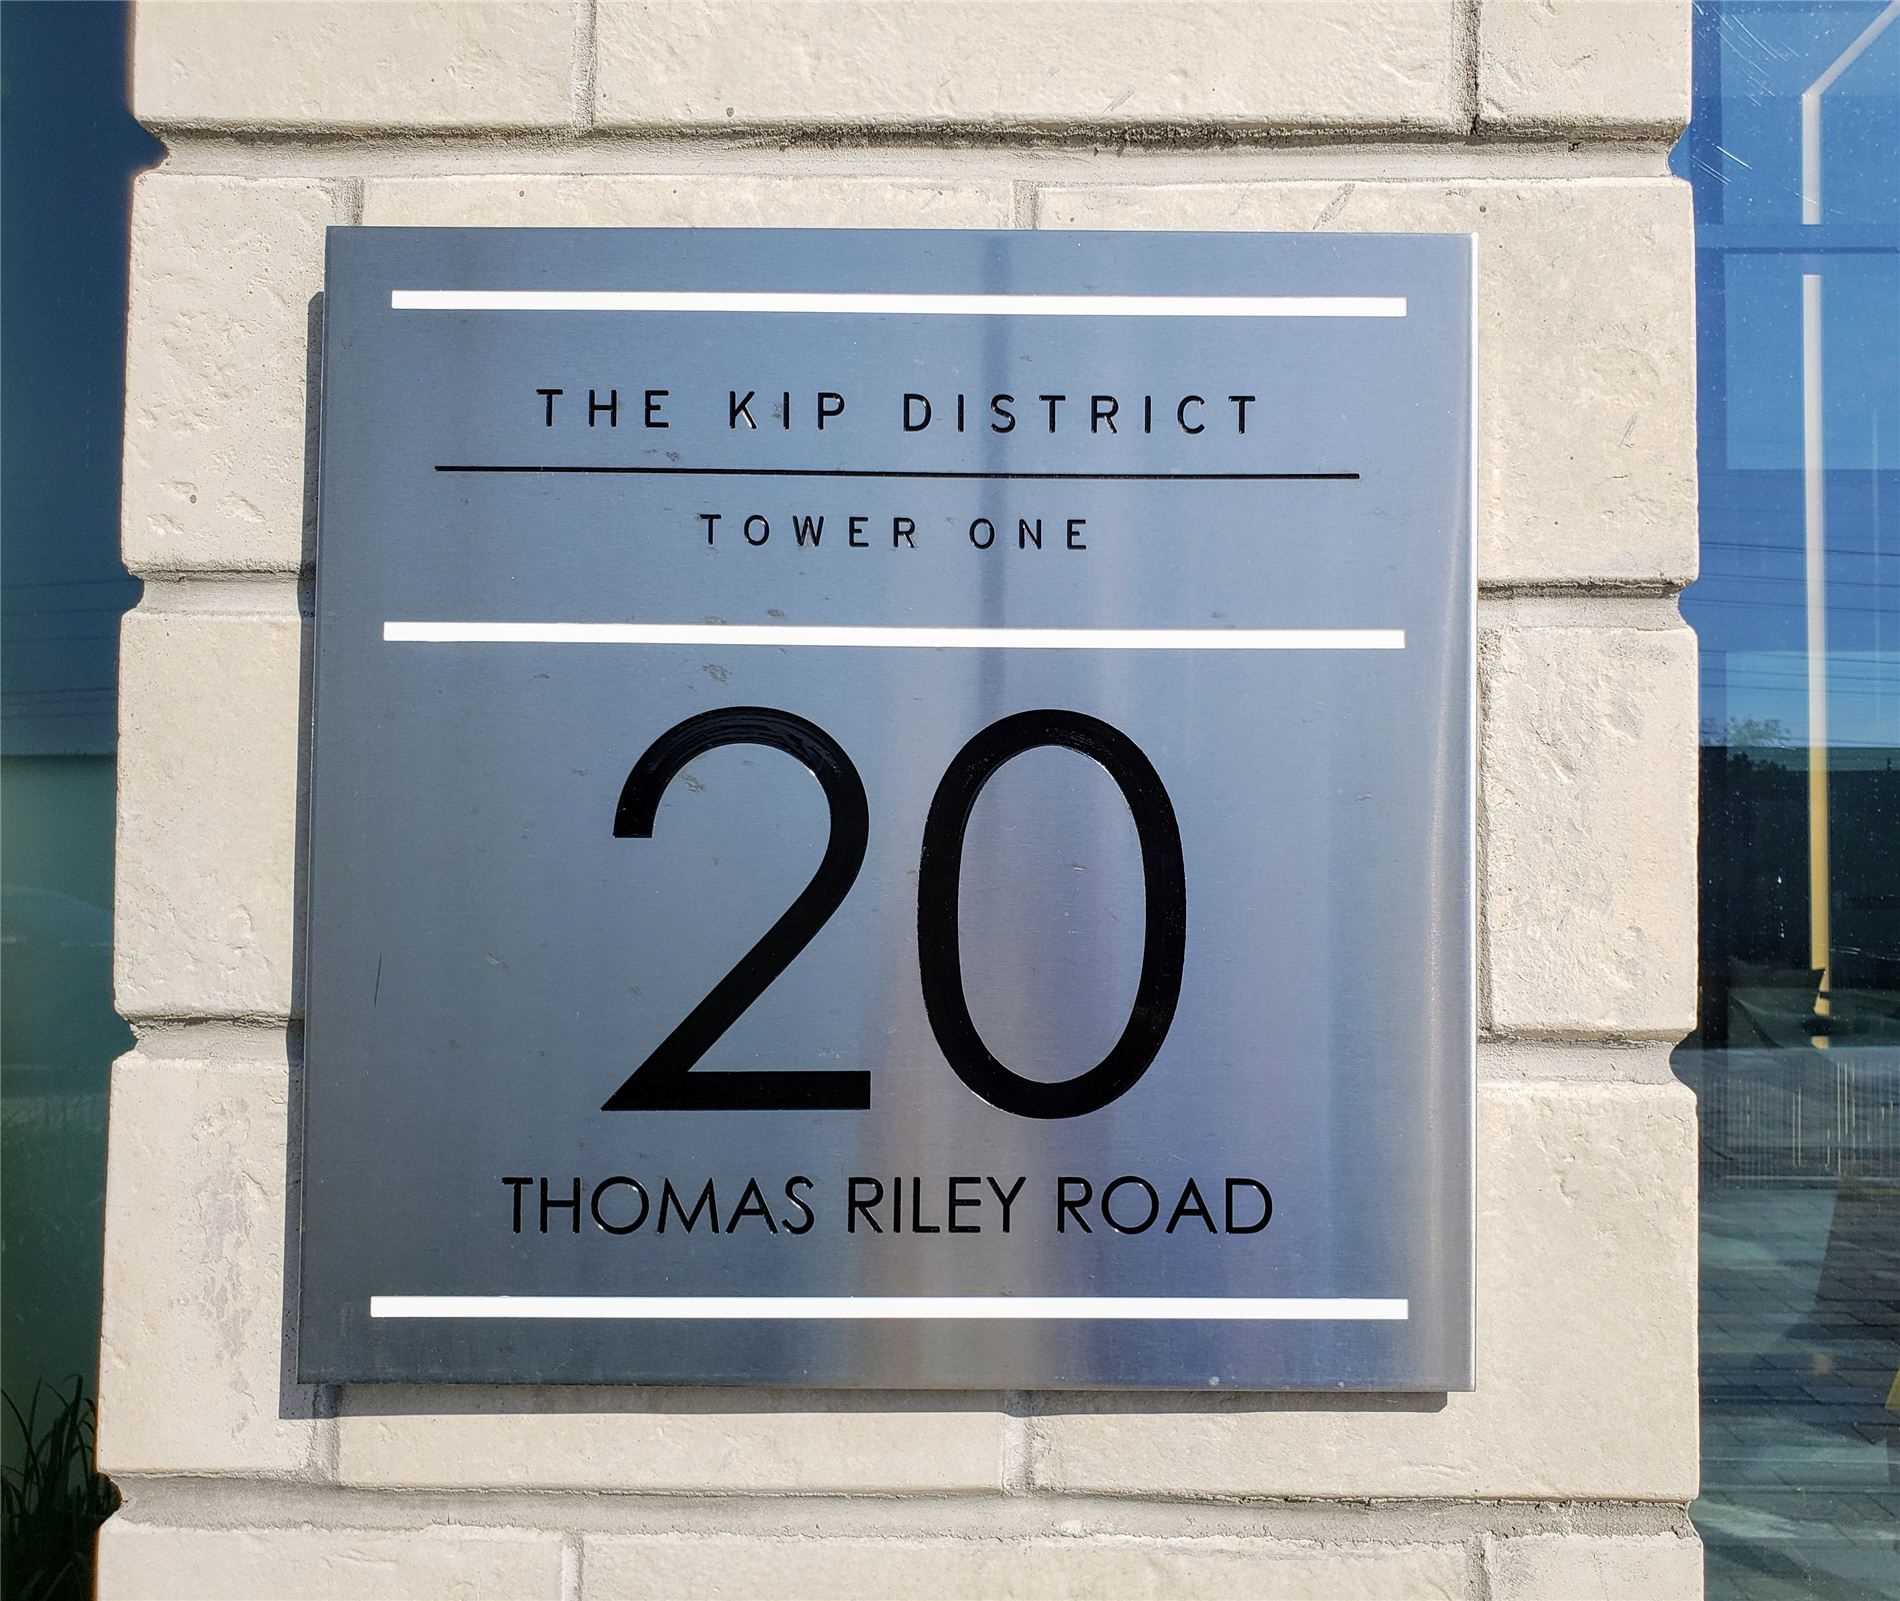 THE KIP DISTRICT
TOWER ONE
20
THOMAS RILEY ROAD